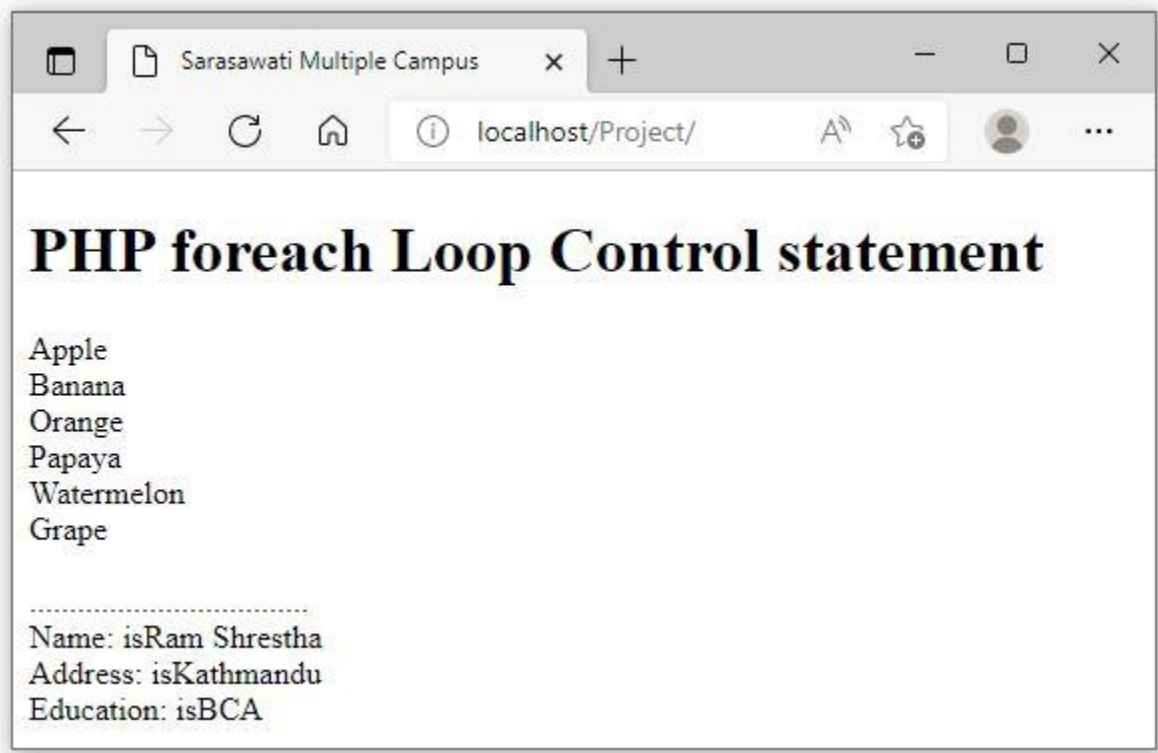 Sarasawati Multiple Campus
localhost/Project/
PHP foreach Loop Control statement
Apple
Banana
Orange
Papaya
Watermelon
Grape
...................................
Name: isRam Shrestha
Address: isKathmandu
Education: isBCA